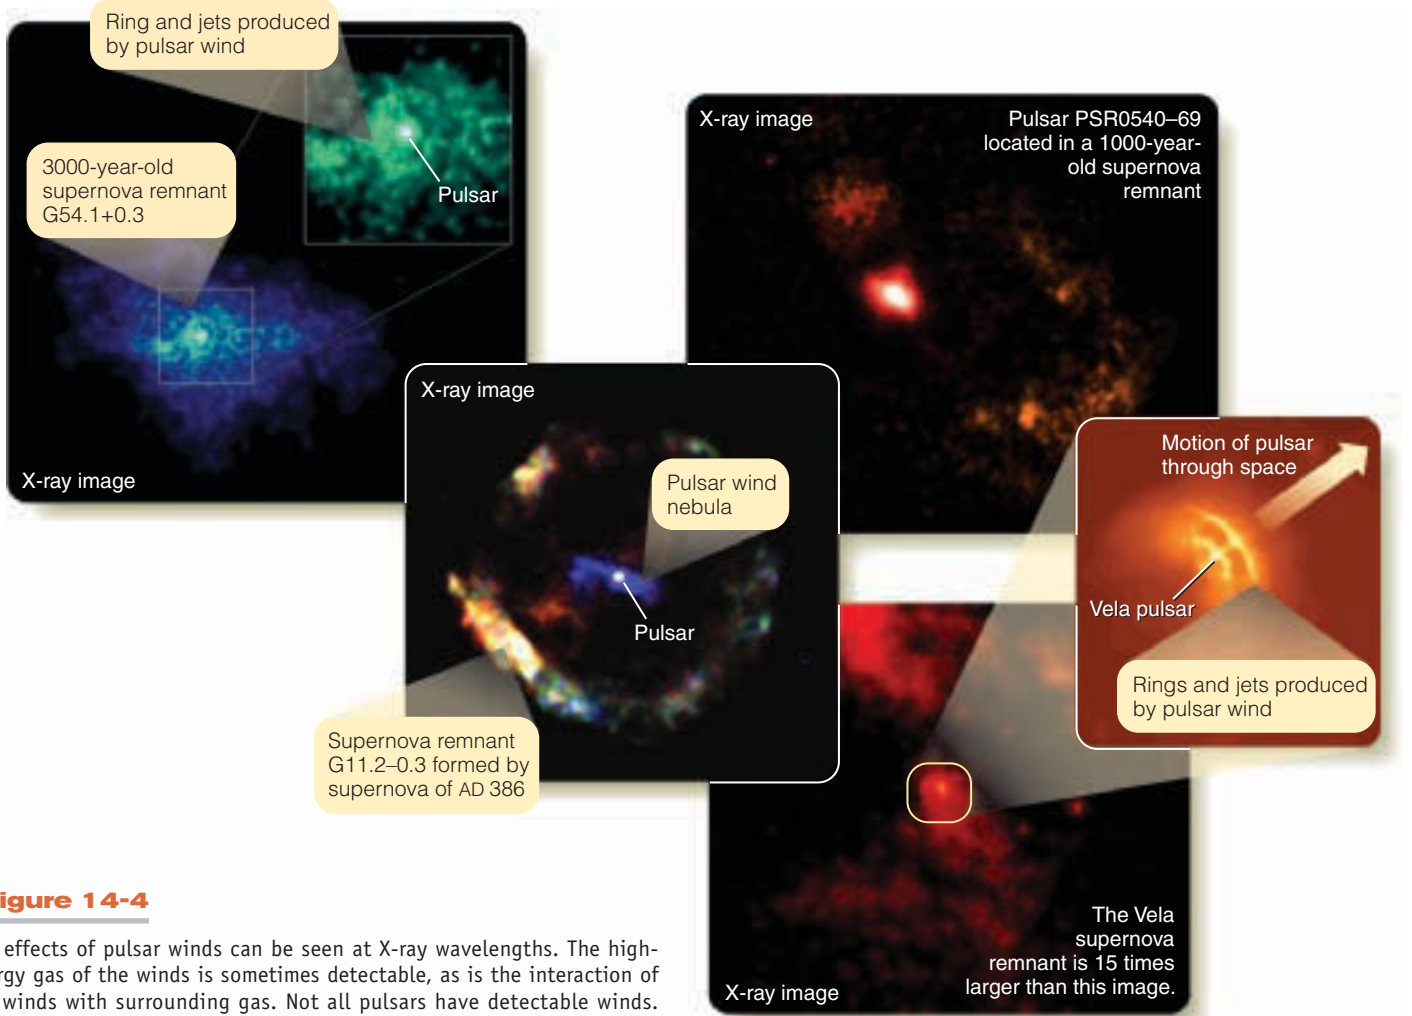 Ring and jets produced
by pulsar wind
3000-year-old
supernova remnant
G54.1+0.3
Pulsar
X-ray image
X-ray image
Pulsar PSR0540–69
located in a 1000-year-
old supernova
remnant
X-ray image
Pulsar wind
nebula
Pulsar
Supernova remnant
G11.2–0.3 formed by
supernova of AD 386
Motion of pulsar
through space
Vela pulsar
Rings and jets produced
by pulsar wind
The Vela
supernova
remnant is 15 times
larger than this image.
X-ray image
igure 14-4
effects of pulsar winds can be seen at X-ray wavelengths. The high-
rgy gas of the winds is sometimes detectable, as is the interaction of
winds with surrounding gas. Not all pulsars have detectable winds.